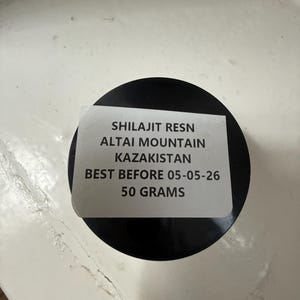 SHILAJIT RESN
ALTAI MOUNTAIN
KAZAKISTAN
BEST BEFORE 05-05-26
50 GRAMS